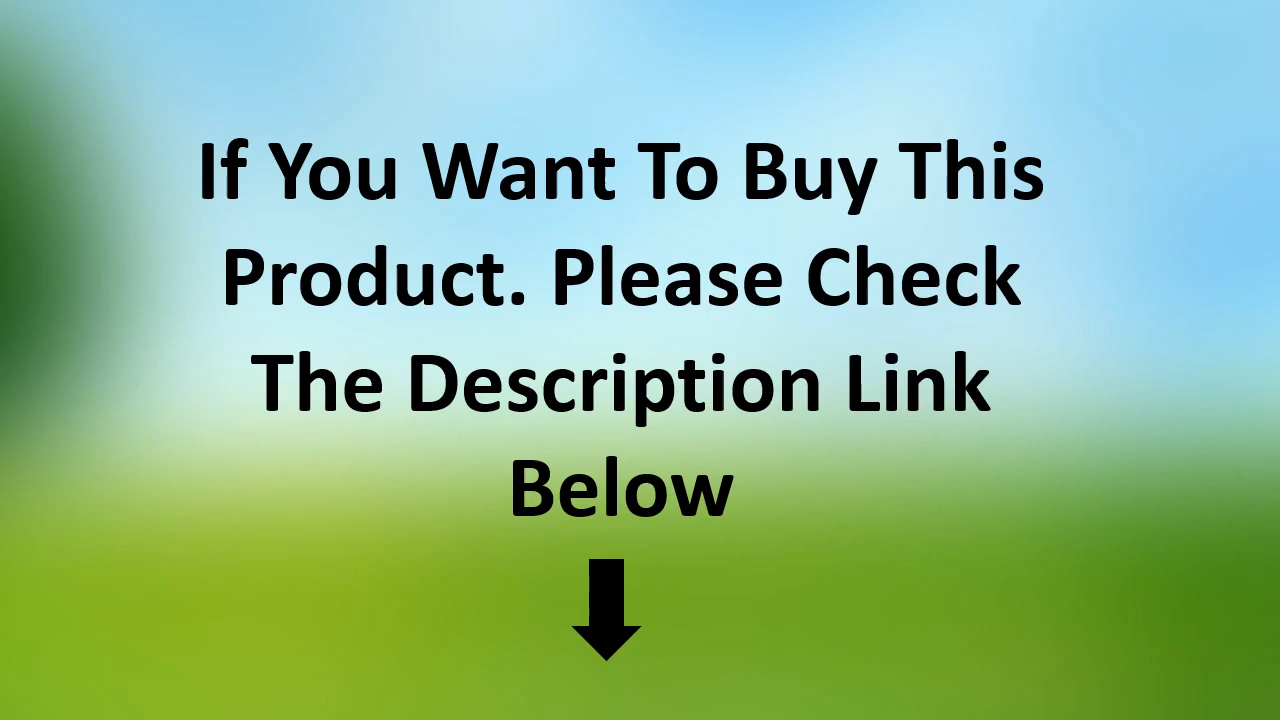 If You Want To Buy This
Product. Please Check
The Description Link
Below